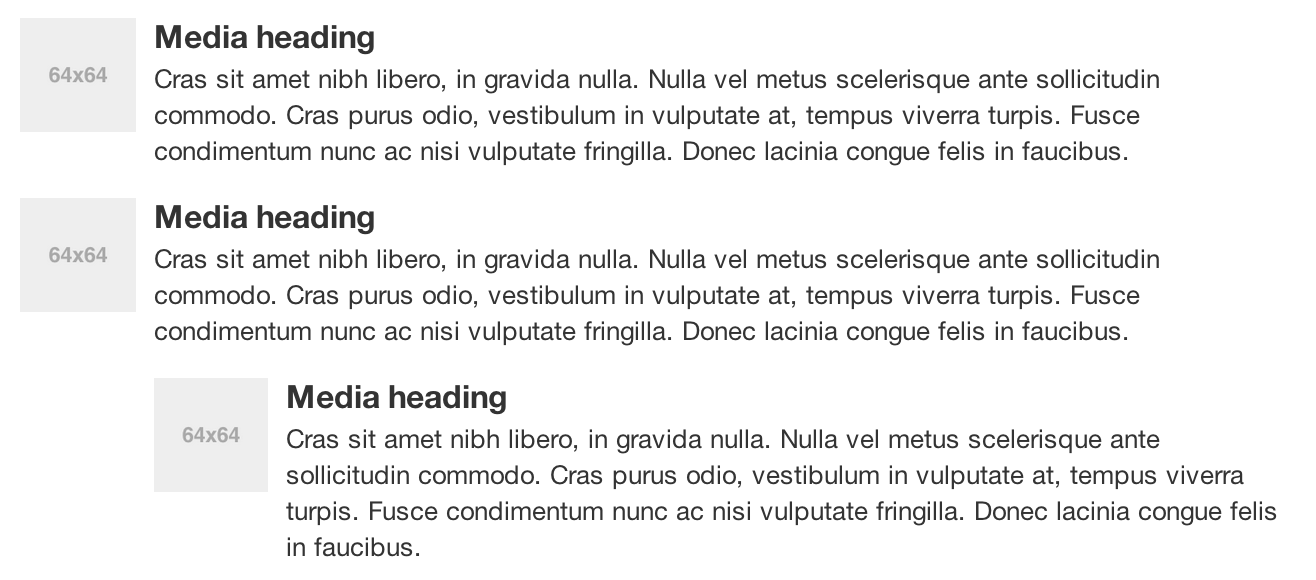 64x64
Media heading
Cras sit amet nibh libero, in gravida nulla. Nulla vel metus scelerisque ante sollicitudin
commodo. Cras purus odio, vestibulum in vulputate at, tempus viverra turpis. Fusce
condimentum nunc ac nisi vulputate fringilla. Donec lacinia congue felis in faucibus.
64x64
Media heading
Cras sit amet nibh libero, in gravida nulla. Nulla vel metus scelerisque ante sollicitudin
commodo. Cras purus odio, vestibulum in vulputate at, tempus viverra turpis. Fusce
condimentum nunc ac nisi vulputate fringilla. Donec lacinia congue felis in faucibus.
64x64
Media heading
Cras sit amet nibh libero, in gravida nulla. Nulla vel metus scelerisque ante
sollicitudin commodo. Cras purus odio, vestibulum in vulputate at, tempus viverra
turpis. Fusce condimentum nunc ac nisi vulputate fringilla. Donec lacinia congue felis
in faucibus.